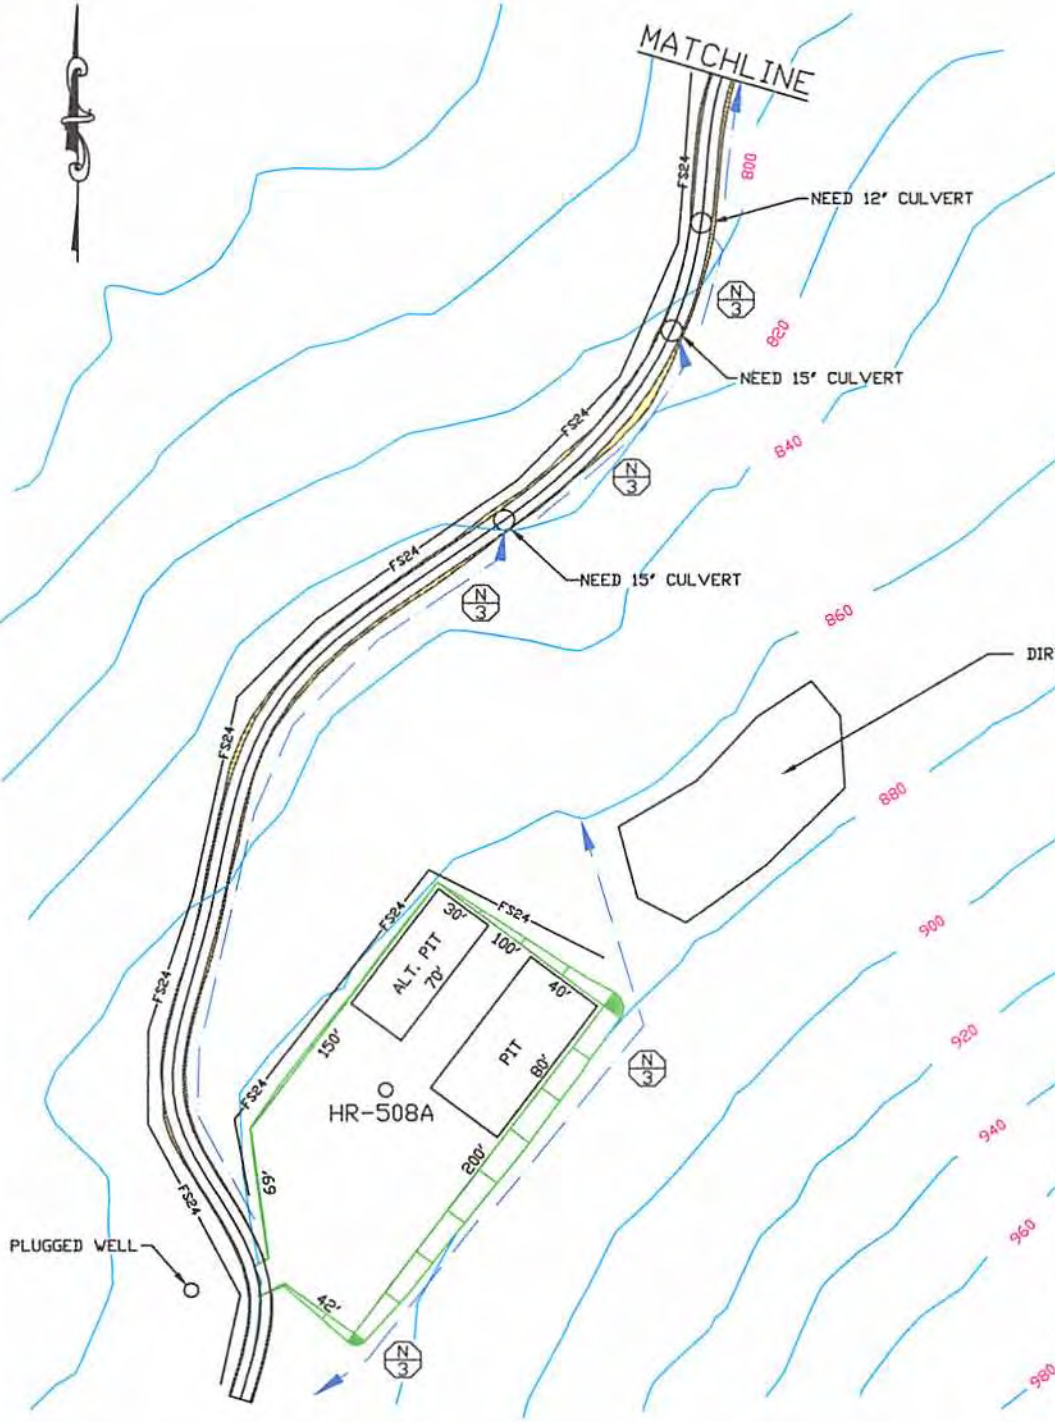 MATCHLINE
FS24
800
NEED 12" CULVERT
N
3
820
NEED 15" CULVERT
FS24
840
N
3
FS24
NEED 15" CULVERT
N
3
860
DIR
FS24
880
FS24
FS24
30'
100'
900
ALT. PIT
70'
40'
FS24
PIT
920
150'
80'
N
3
FS24
HR-508A
940
200'
69'
FS24
960
PLUGGED WELL
42'
N
3
980